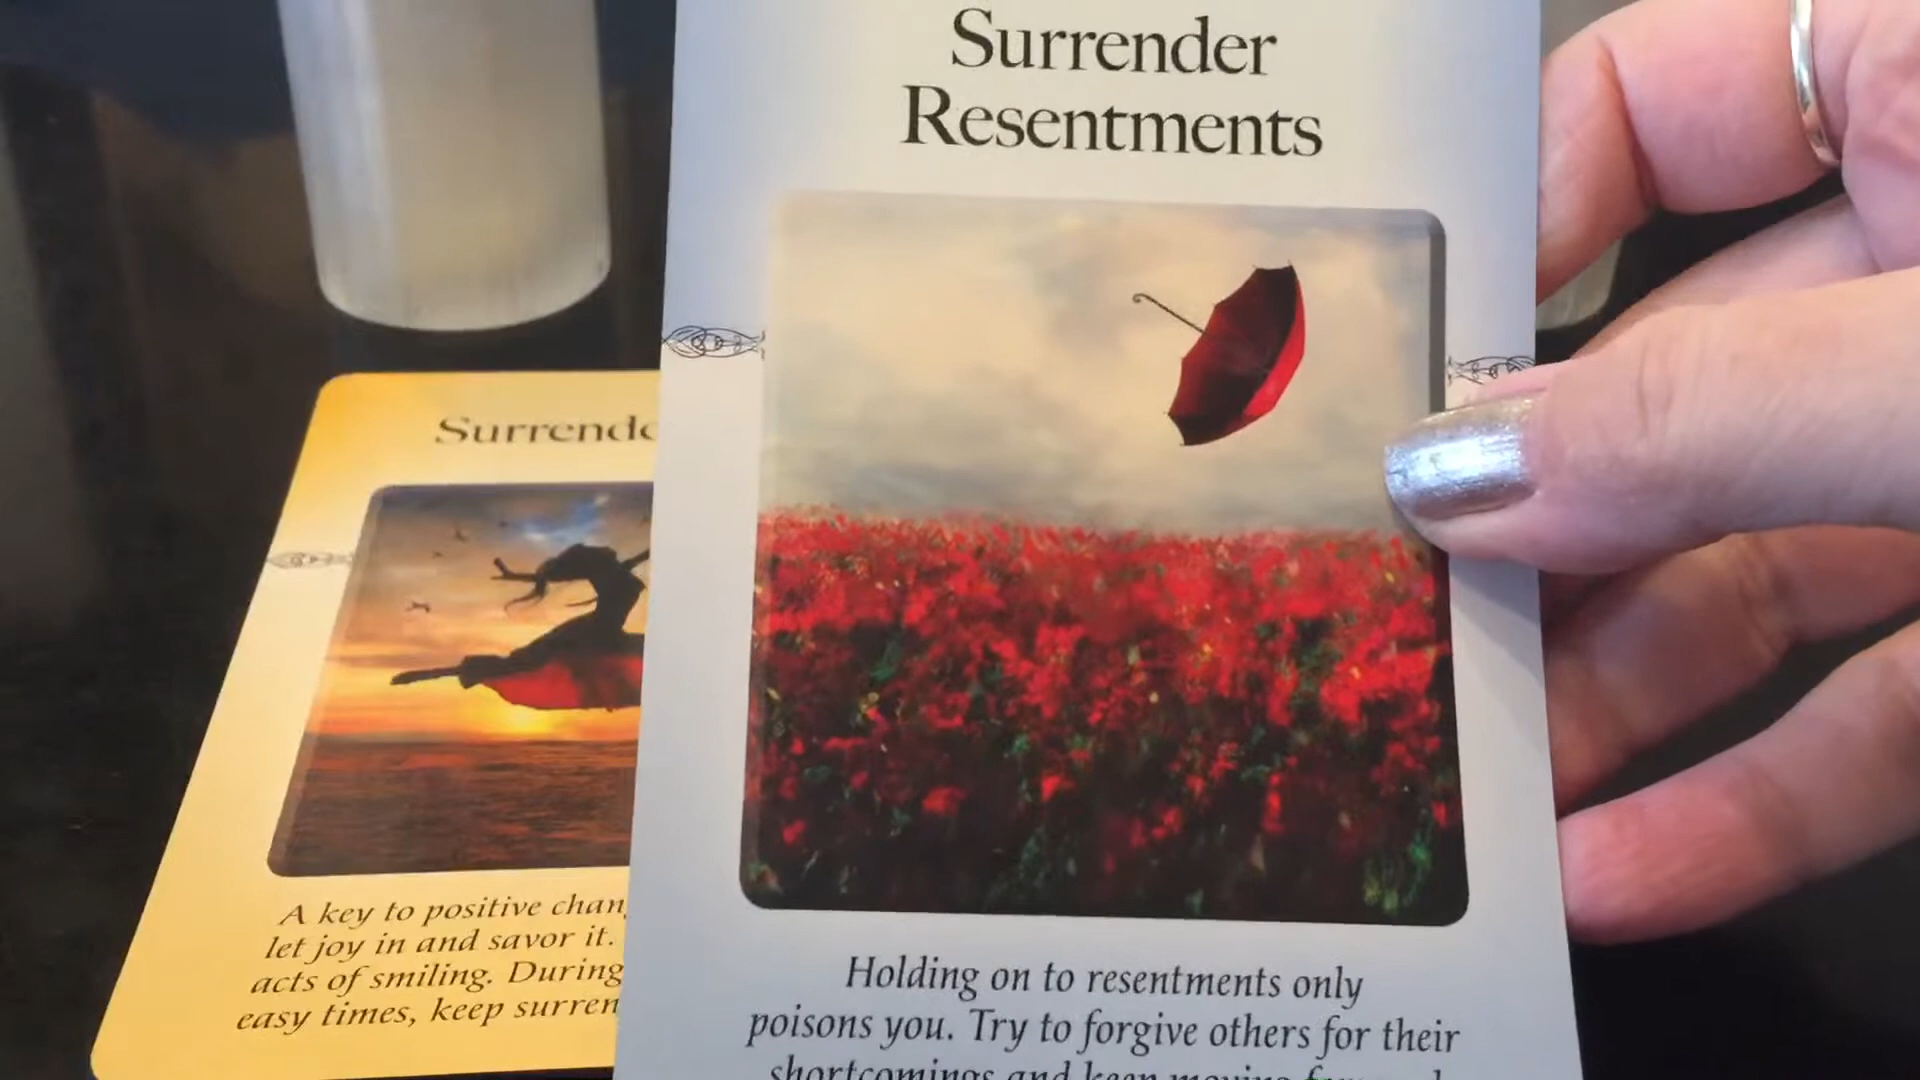 Surrender
Resentments
Holding on to resentments only
poisons you. Try to forgive others for their
shortcomings and keep moving
Surrende
A key to positive chan
let joy in and savor it.
acts of smiling. During
easy times, keep surren